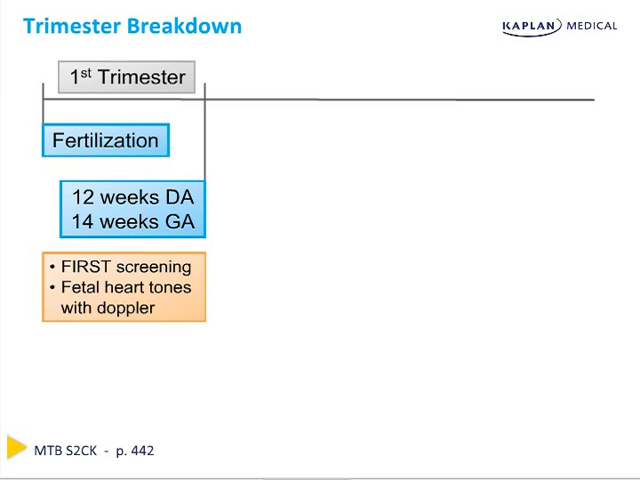 Trimester Breakdown
KAPLAN MEDICAL
1st Trimester
Fertilization
12 weeks DA
14 weeks GA
• FIRST screening
• Fetal heart tones
with doppler
MTB S2CK - p. 442